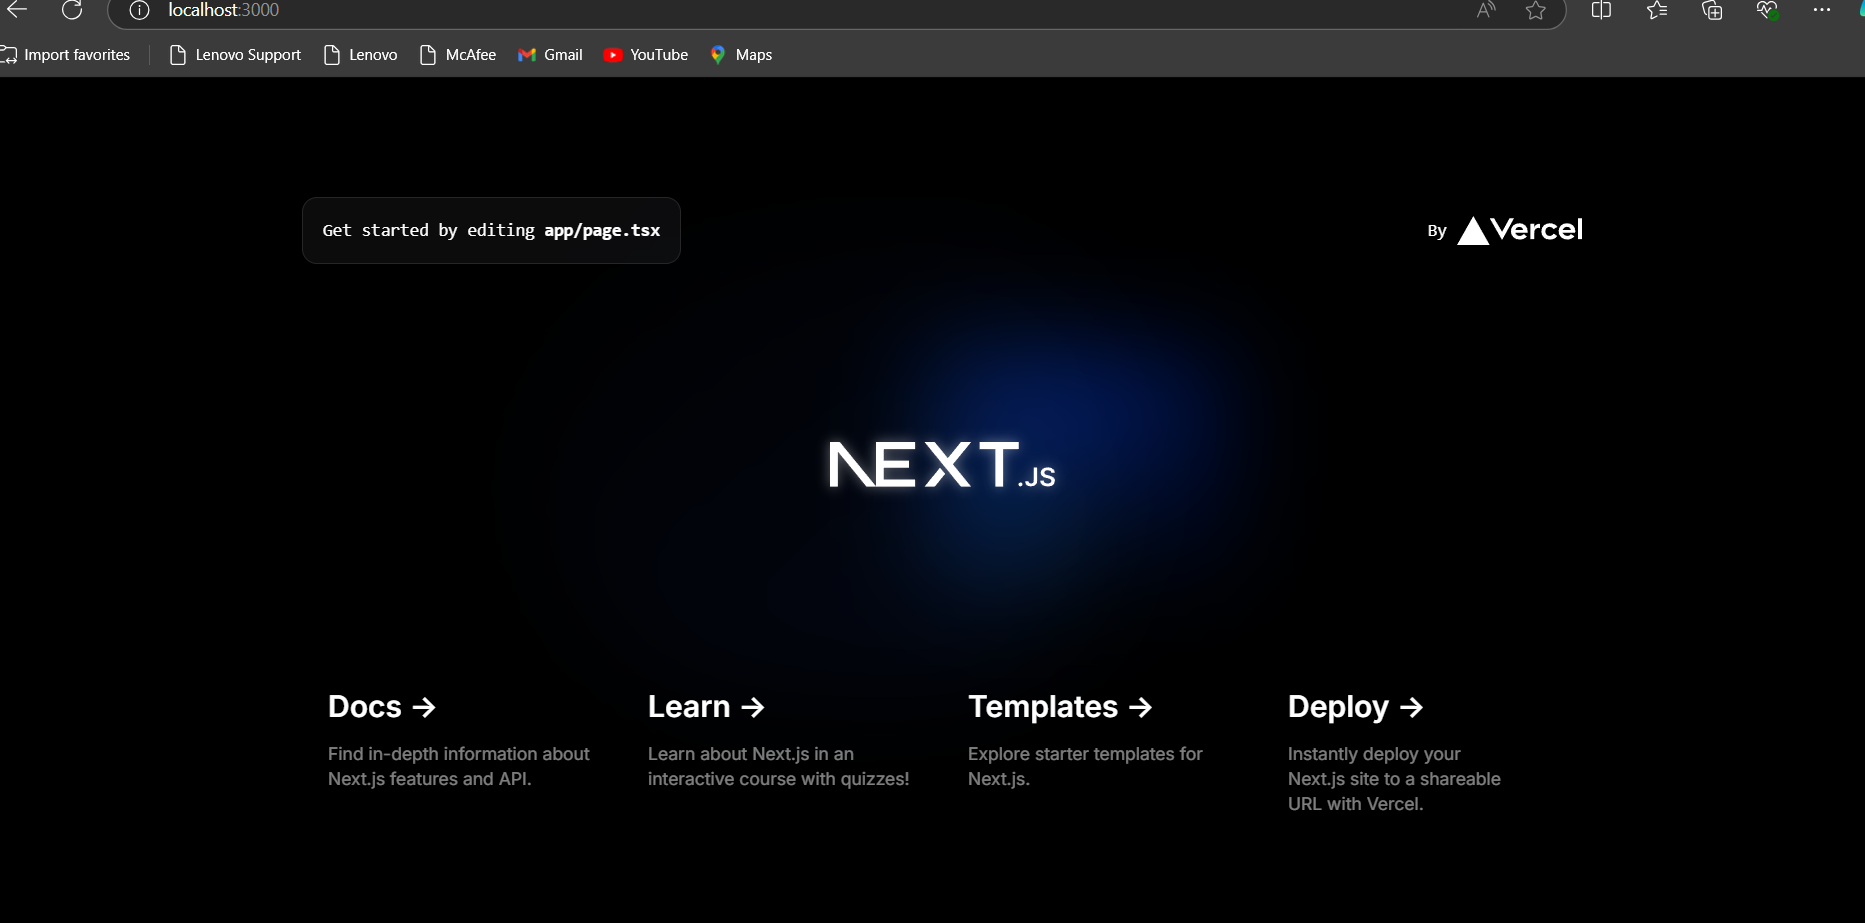 localhost:3000
Import favorites
Lenovo Support
Lenovo
McAfee
Gmail
YouTube
Maps
Get started by editing app/page.tsx
By Vercel
NEXT.JS
Docs →
Find in-depth information about
Next.js features and API.
Learn →
Learn about Next.js in an
interactive course with quizzes!
Templates →
Explore starter templates for
Next.js.
Deploy →
Instantly deploy your
Next.js site to a shareable
URL with Vercel.